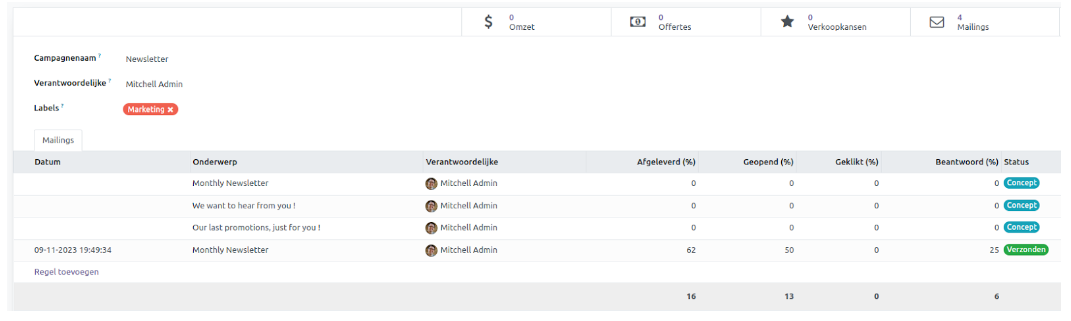 0
Omzet
0
Offertes
0
Verkoopkansen
4
Mailings
Campagnenaam ? Newsletter
Verantwoordelijke ? Mitchell Admin
Labels ? Marketing ×
Mailings
Datum Onderwerp Verantwoordelijke Afgeleverd (%) Geopend (%) Geklikt (%) Beantwoord (%) Status
Monthly Newsletter Mitchell Admin 0 0 0 0 Concept
We want to hear from you ! Mitchell Admin 0 0 0 0 Concept
Our last promotions, just for you ! Mitchell Admin 0 0 0 0 Concept
09-11-2023 19:49:34 Monthly Newsletter Mitchell Admin 62 50 0 25 Verzonden
Regel toevoegen
16 13 0 6